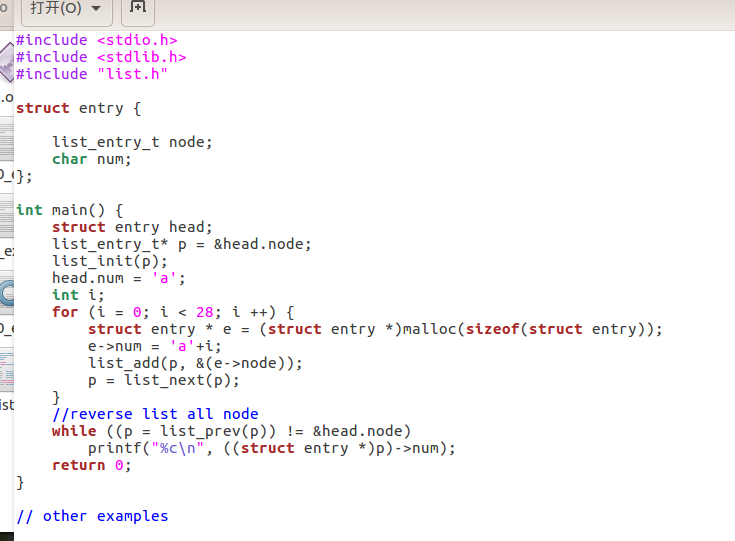 打开(O)
#include <stdio.h>
#include <stdlib.h>
#include "list.h"
struct entry {
list_entry_t node;
char num;
};
int main() {
struct entry head;
list_entry_t* p = &head.node;
list_init(p);
head.num = 'a';
int i;
for (i = 0; i < 28; i ++) {
struct entry * e = (struct entry *)malloc(sizeof(struct entry));
e->num = 'a'+i;
list_add(p, &(e->node));
p = list_next(p);
}
//reverse list all node
while ((p = list_prev(p)) != &head.node)
printf("%c\n", ((struct entry *)p)->num);
return 0;
}
// other examples